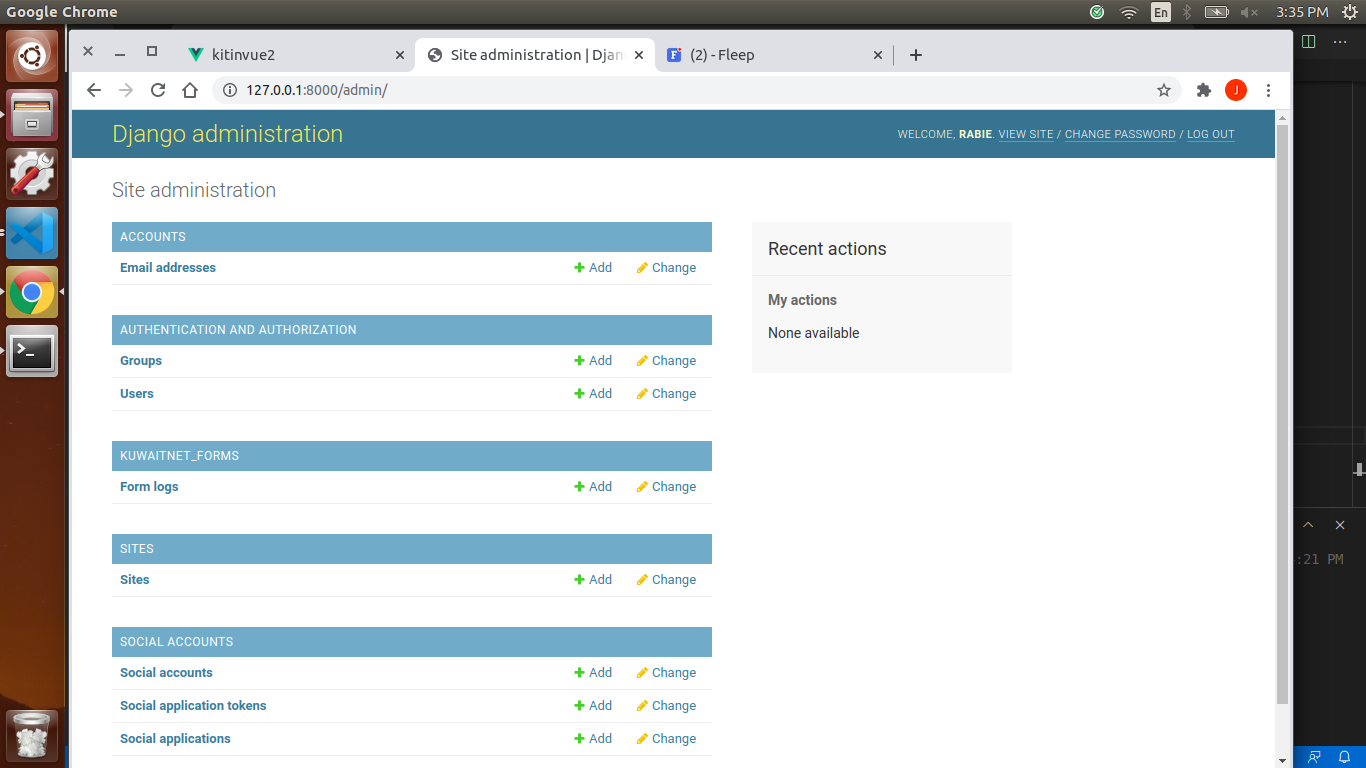 Google Chrome
En
3:35 PM
kitinvue2
Site administration | Djan
(2) - Fleep
127.0.0.1:8000/admin/
J
Django administration
WELCOME, RABIE. VIEW SITE / CHANGE PASSWORD / LOG OUT
Site administration
ACCOUNTS
Email addresses Add Change
AUTHENTICATION AND AUTHORIZATION
Groups Add Change
Users Add Change
KUWAITNET_FORMS
Form logs Add Change
SITES
Sites Add Change
SOCIAL ACCOUNTS
Social accounts Add Change
Social application tokens Add Change
Social applications Add Change
Recent actions
My actions
None available
:21 PM